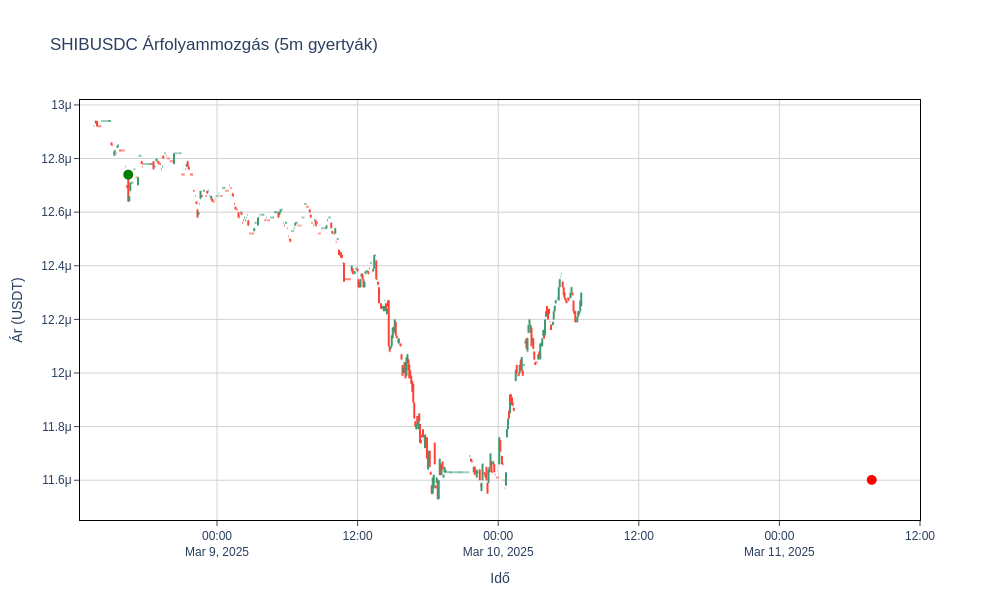 SHIBUSDC Árfolyammozgás (5m gyertyák)
13μ
12.8μ
12.6μ
12.4μ
12.2μ
12μ
11.8μ
11.6μ
Ár (USDT)
00:00
12:00
00:00
12:00
00:00
12:00
Mar 9, 2025
Mar 10, 2025
Mar 11, 2025
Idő